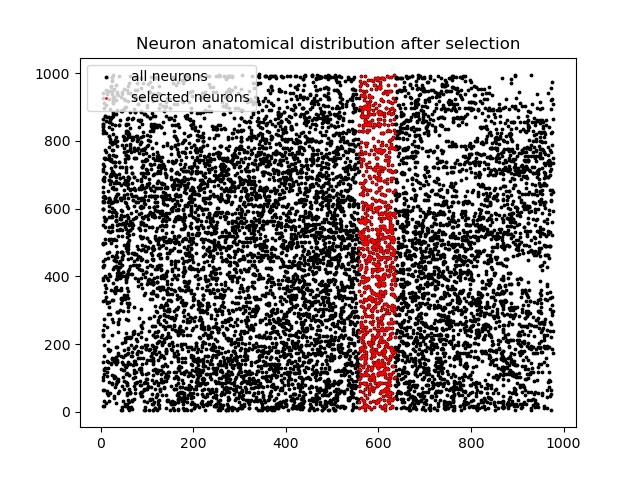 Neuron anatomical distribution after selection
all neurons
selected neurons
1000
800
600
400
200
0
0 200 400 600 800 1000